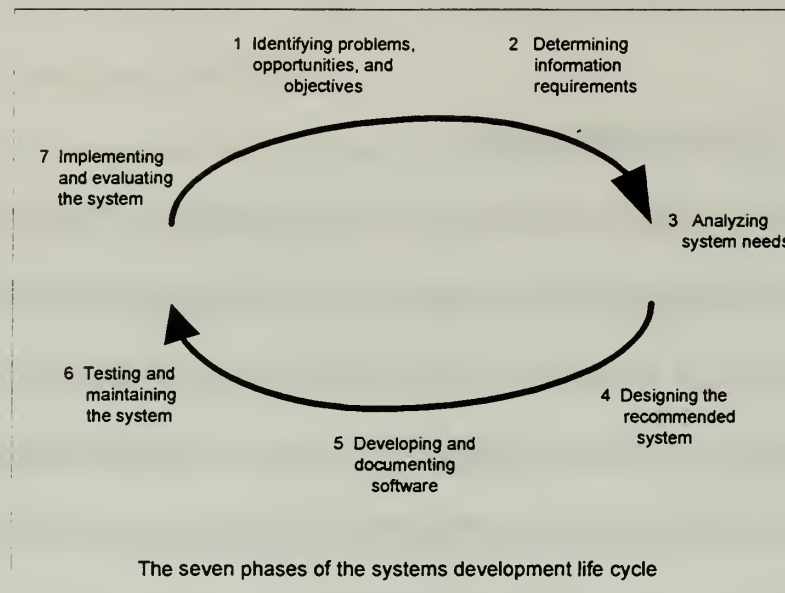 1 Identifying problems,
opportunities, and
objectives
2 Determining
information
requirements
3 Analyzing
system needs
4 Designing the
recommended
system
5 Developing and
documenting
software
6 Testing and
maintaining
the system
7 Implementing
and evaluating
the system
The seven phases of the systems development life cycle